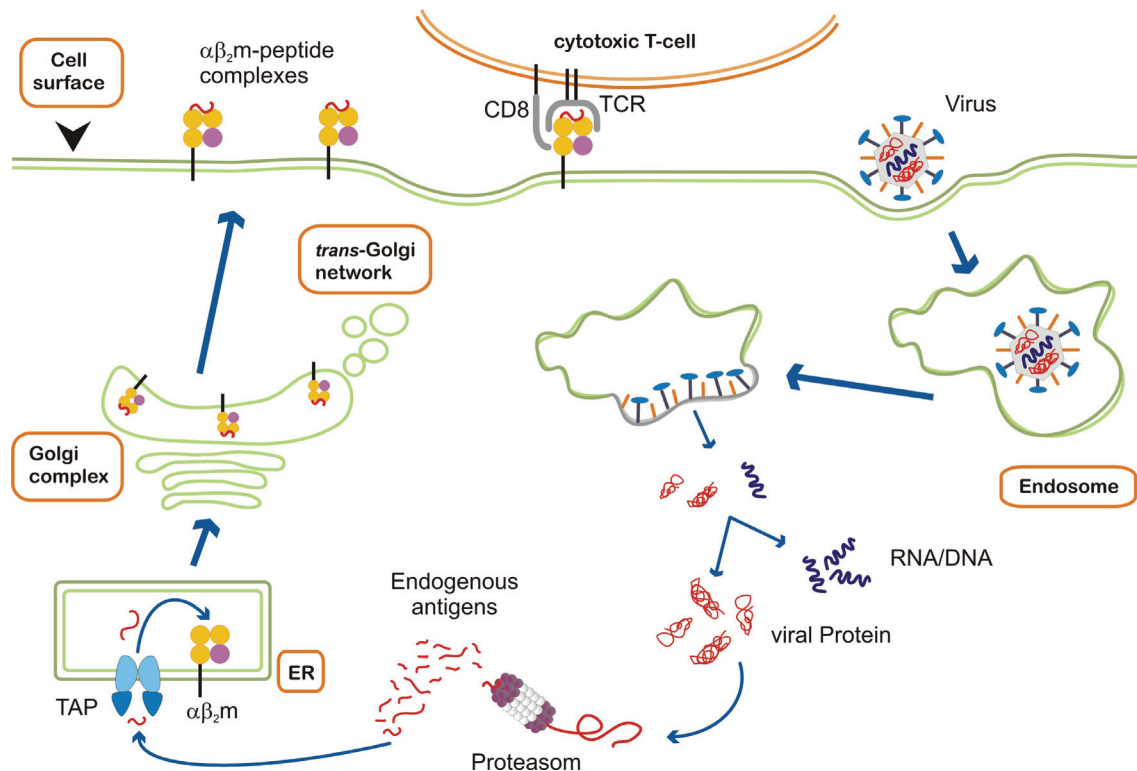 Cell
surface
αβ₂m-peptide
complexes
cytotoxic T-cell
CD8
TCR
Virus
trans-Golgi
network
Golgi
complex
Endosome
RNA/DNA
Endogenous
antigens
viral Protein
ER
TAP
αβ₂m
Proteasom